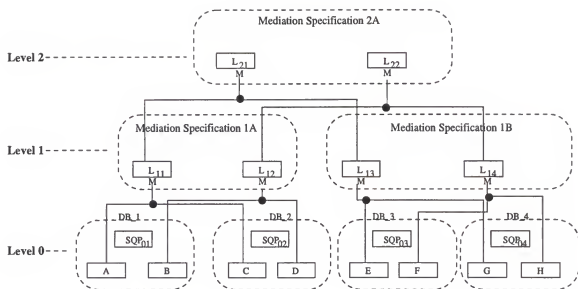 Mediation Specification 2A
Level 2
L21
L22
M
M
Mediation Specification 1A
Mediation Specification 1B
Level 1
L11
L12
L13
L14
M
M
M
M
DB_1
DB_2
DB_3
DB_4
SQP01
SQP02
SQP03
SQP04
Level 0
A
B
C
D
E
F
G
H